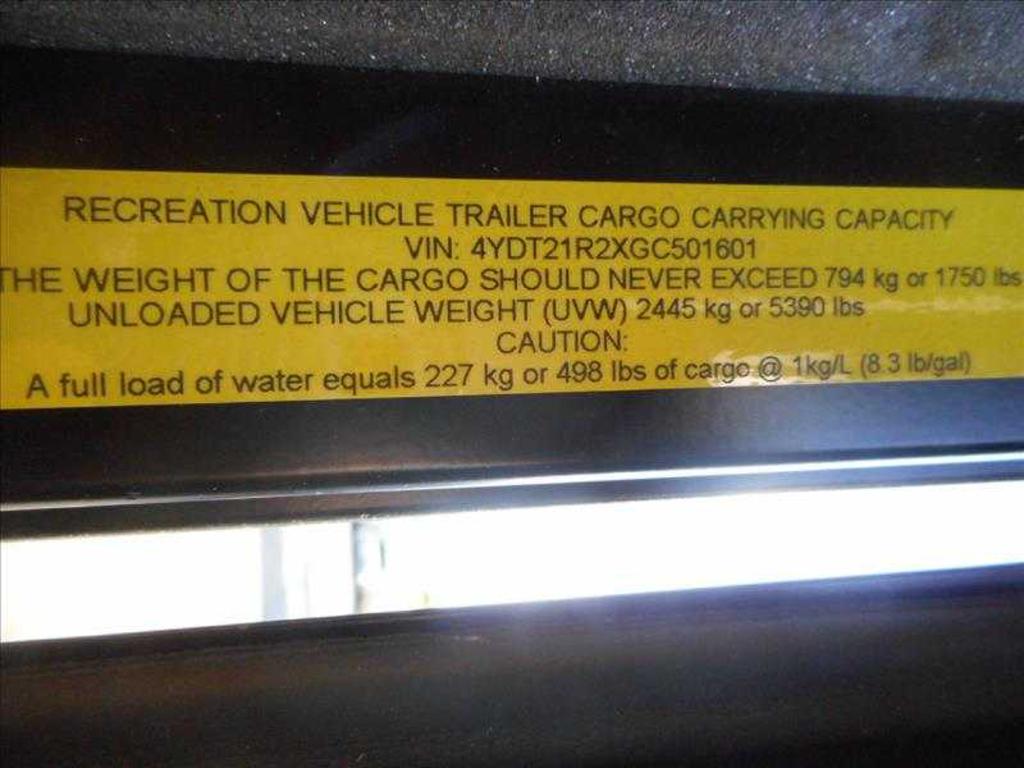 RECREATION VEHICLE TRAILER CARGO CARRYING CAPACITY
VIN: 4YDT21R2XGC501601
THE WEIGHT OF THE CARGO SHOULD NEVER EXCEED 794 kg or 1750 lbs
UNLOADED VEHICLE WEIGHT (UVW) 2445 kg or 5390 lbs
CAUTION:
A full load of water equals 227 kg or 498 lbs of cargo @ 1kg/L (8.3 lb/gal)